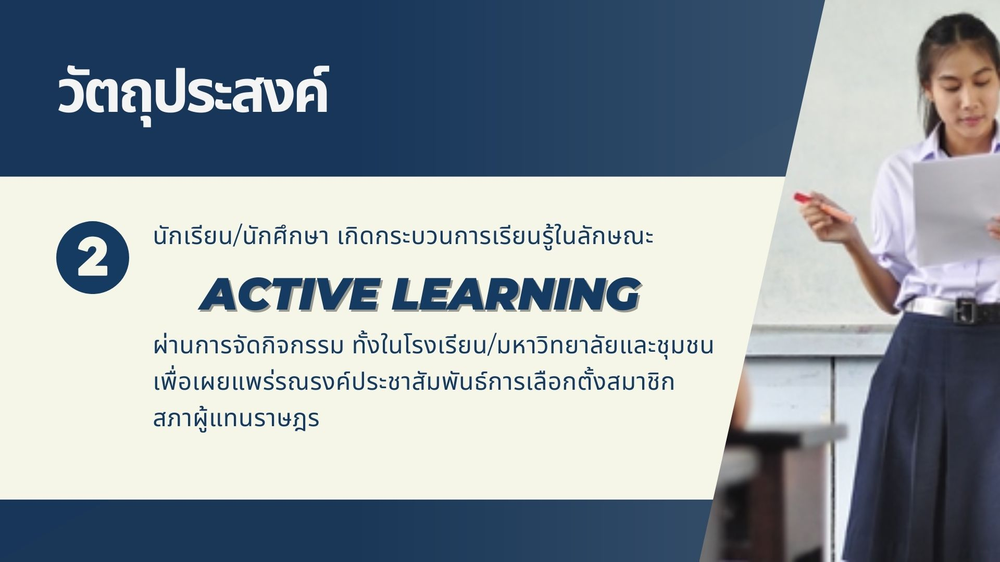 วัตถุประสงค์
2
นักเรียน/นักศึกษา เกิดกระบวนการเรียนรู้ในลักษณะ
ACTIVE LEARNING
ผ่านการจัดกิจกรรม ทั้งในโรงเรียน/มหาวิทยาลัยและชุมชน
เพื่อเผยแพร่รณรงค์ประชาสัมพันธ์การเลือกตั้งสมาชิก
สภาผู้แทนราษฎร